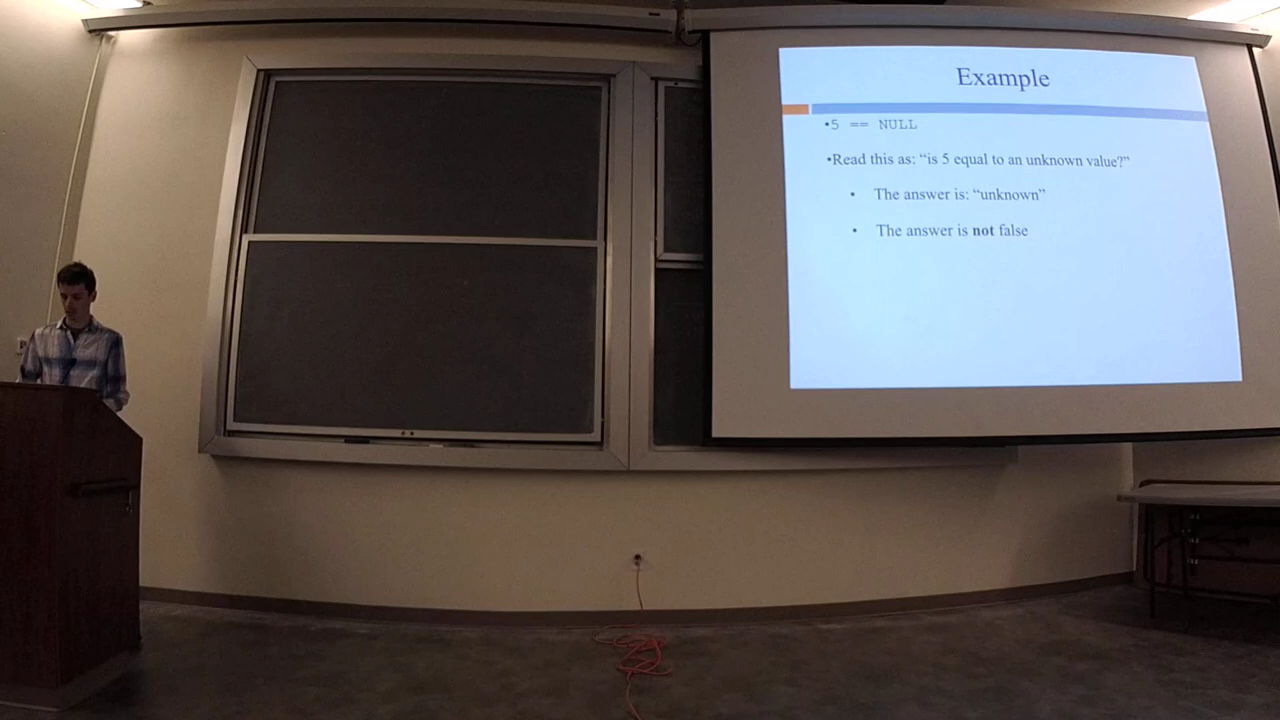 Example
•5 == NULL
•Read this as: “is 5 equal to an unknown value?”
• The answer is: “unknown”
• The answer is not false